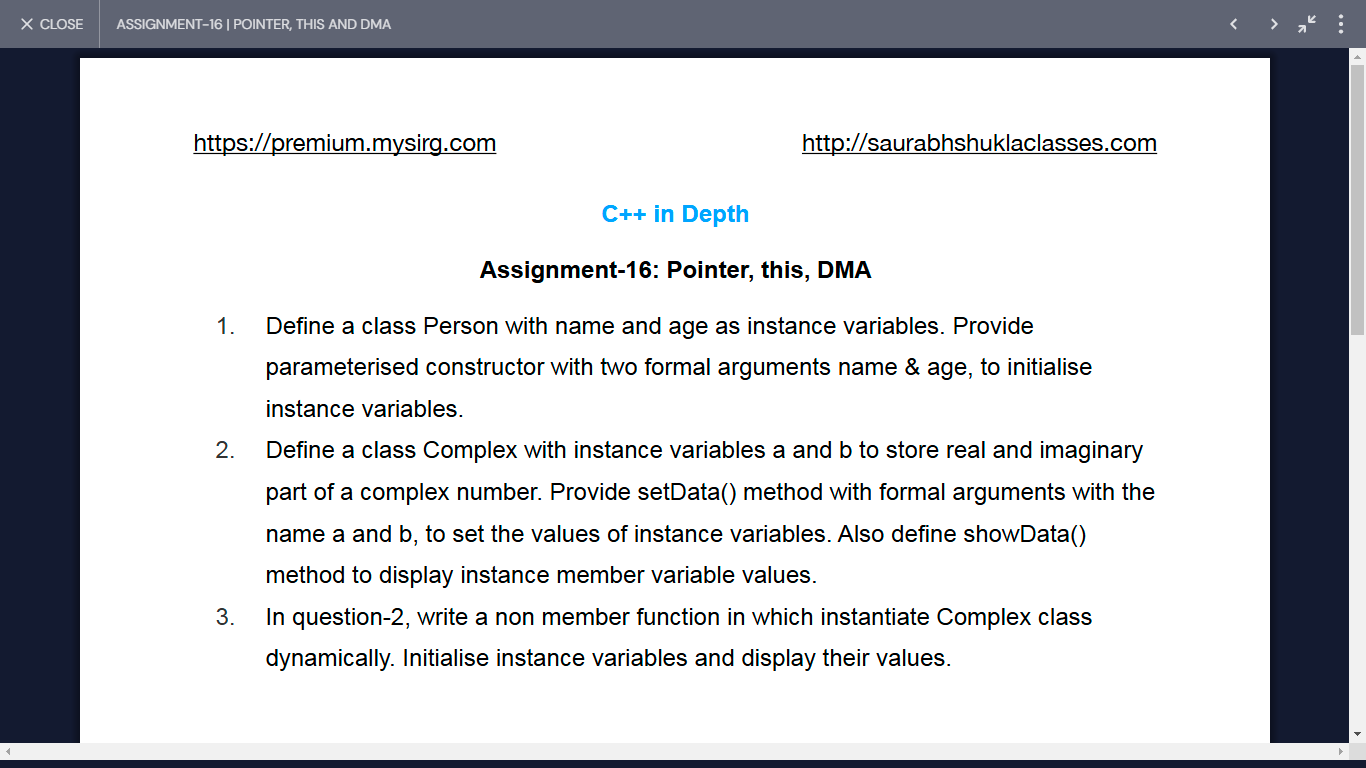 CLOSE
ASSIGNMENT-16 | POINTER, THIS AND DMA
https://premium.mysirg.com
http://saurabhshuklaclasses.com
C++ in Depth
Assignment-16: Pointer, this, DMA
1. Define a class Person with name and age as instance variables. Provide
parameterised constructor with two formal arguments name & age, to initialise
instance variables.
2. Define a class Complex with instance variables a and b to store real and imaginary
part of a complex number. Provide setData() method with formal arguments with the
name a and b, to set the values of instance variables. Also define showData()
method to display instance member variable values.
3. In question-2, write a non member function in which instantiate Complex class
dynamically. Initialise instance variables and display their values.